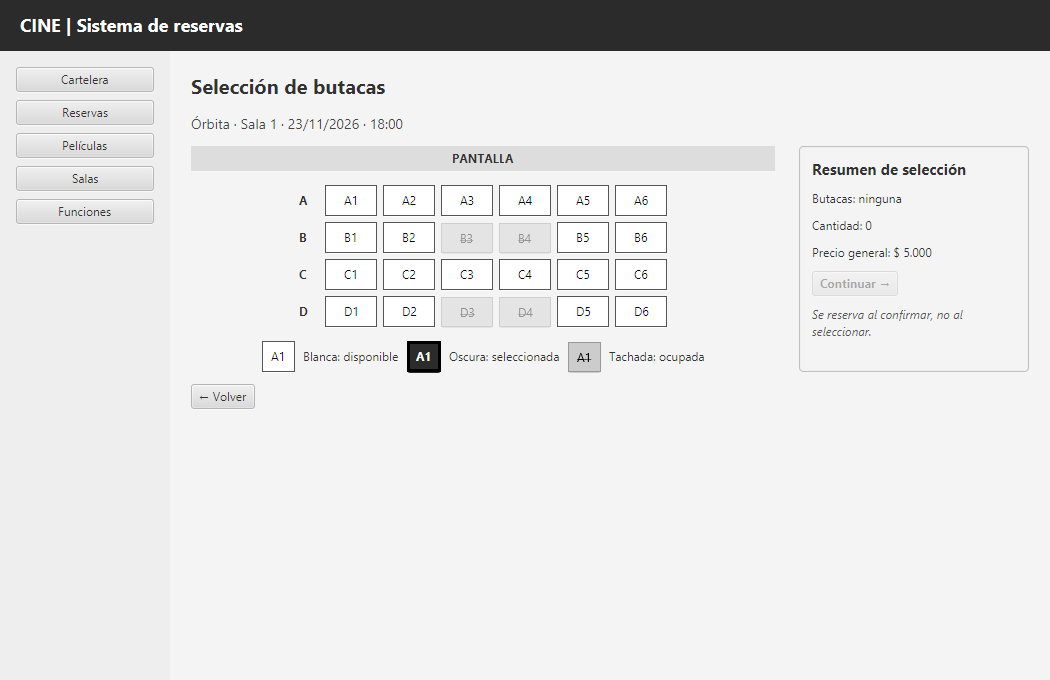 CINE | Sistema de reservas
Cartelera
Reservas
Películas
Salas
Funciones
Selección de butacas
Órbita · Sala 1 · 23/11/2026 · 18:00
PANTALLA
A A1 A2 A3 A4 A5 A6
B B1 B2 B3 B4 B5 B6
C C1 C2 C3 C4 C5 C6
D D1 D2 D3 D4 D5 D6
A1 Blanca: disponible A1 Oscura: seleccionada A1 Tachada: ocupada
← Volver
Resumen de selección
Butacas: ninguna
Cantidad: 0
Precio general: $ 5.000
Continuar →
Se reserva al confirmar, no al
seleccionar.